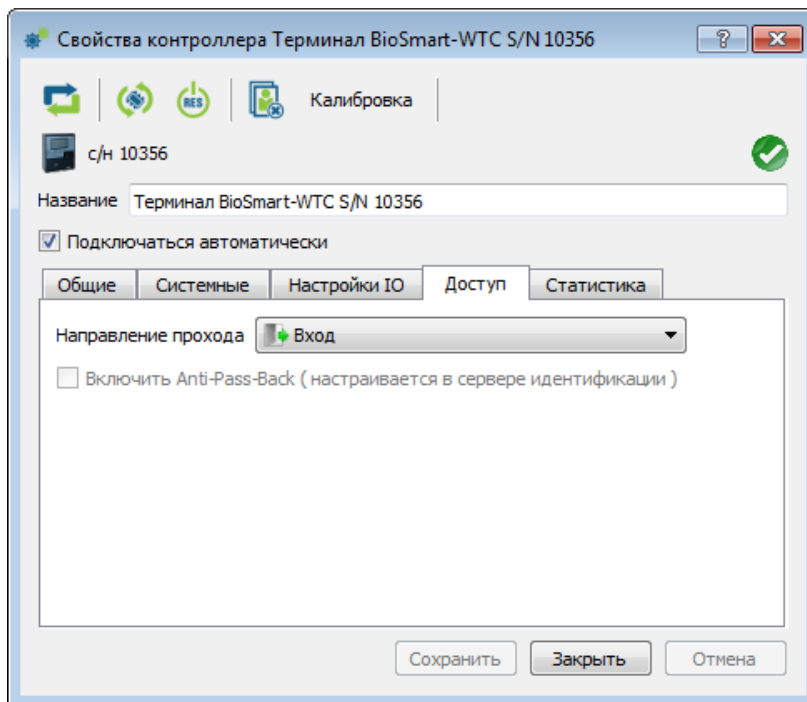 Свойства контроллера Терминал BioSmart-WTC S/N 10356
RES Калибровка
с/н 10356
Название Терминал BioSmart-WTC S/N 10356
Подключаться автоматически
Общие Системные Настройки IO Доступ Статистика
Направление прохода Вход
Включить Anti-Pass-Back ( настраивается в сервере идентификации )
Сохранить Закрыть Отмена